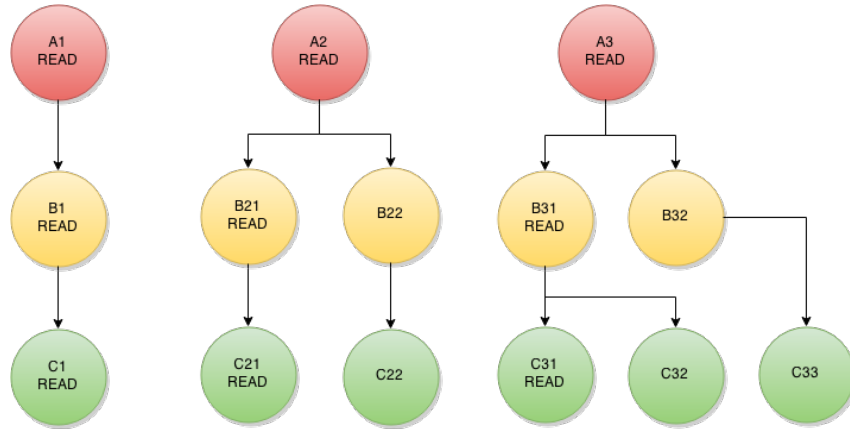 A1
READ
A2
READ
A3
READ
B1
READ
B21
READ
B22
B31
READ
B32
C1
READ
C21
READ
C22
C31
READ
C32
C33